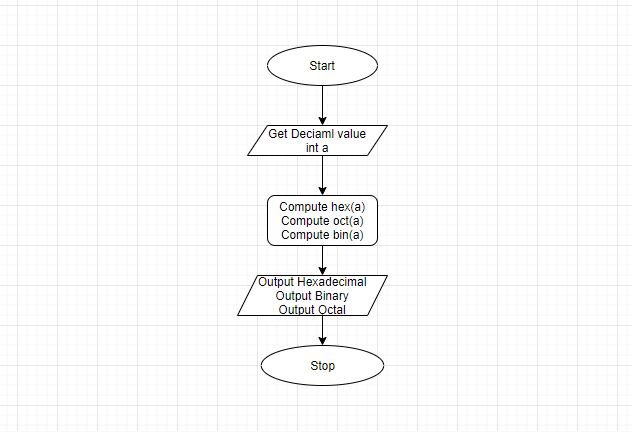 Start
Get Deciaml value
int a
Compute hex(a)
Compute oct(a)
Compute bin(a)
Output Hexadecimal
Output Binary
Output Octal
Stop